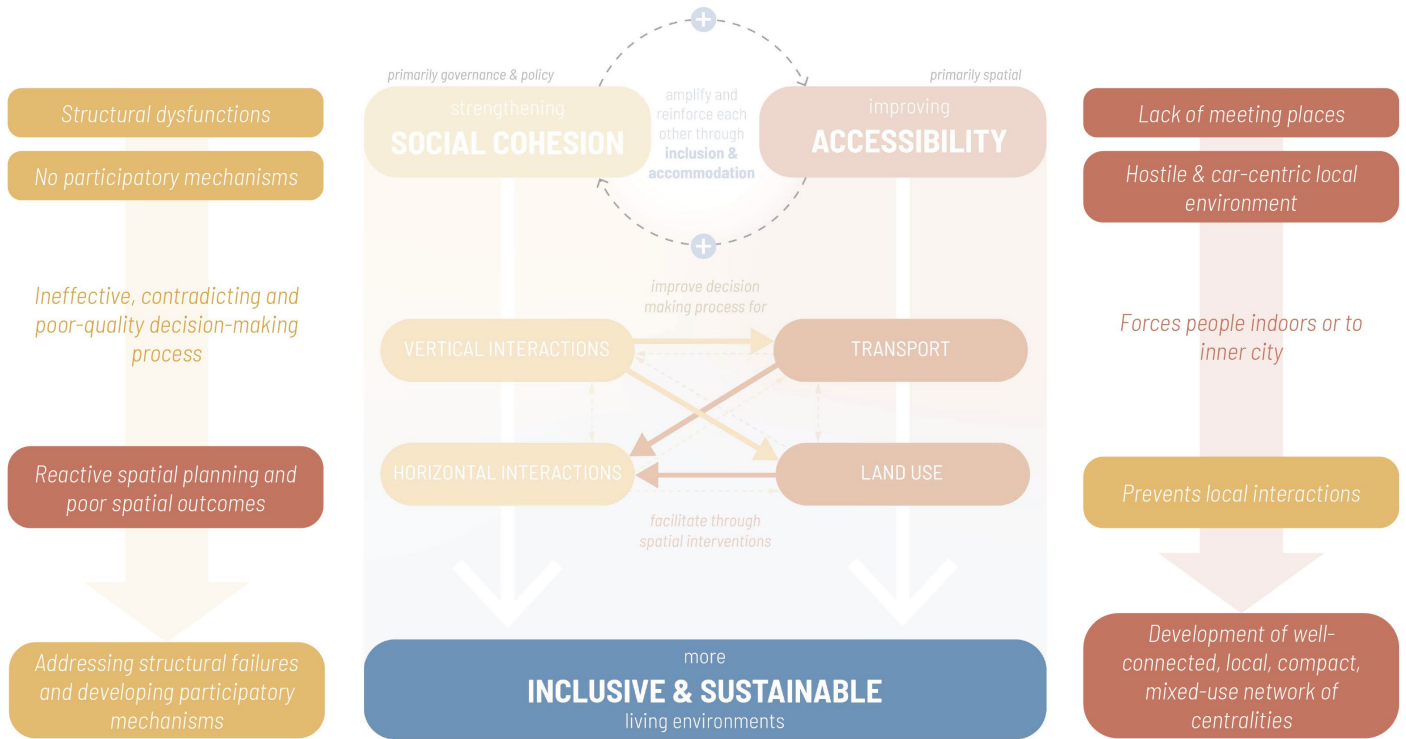 Structural dysfunctions
No participatory mechanisms
Ineffective, contradicting and
poor-quality decision-making
process
Reactive spatial planning and
poor spatial outcomes
Addressing structural failures
and developing participatory
mechanisms
primarily governance & policy
strengthening
SOCIAL COHESION
amplify and
reinforce each
other through
inclusion &
accommodation
primarily spatial
improving
ACCESSIBILITY
improve decision
making process for
VERTICAL INTERACTIONS
TRANSPORT
HORIZONTAL INTERACTIONS
LAND USE
facilitate through
spatial interventions
more
INCLUSIVE & SUSTAINABLE
living environments
Lack of meeting places
Hostile & car-centric local
environment
Forces people indoors or to
inner city
Prevents local interactions
Development of well-
connected, local, compact,
mixed-use network of
centralities